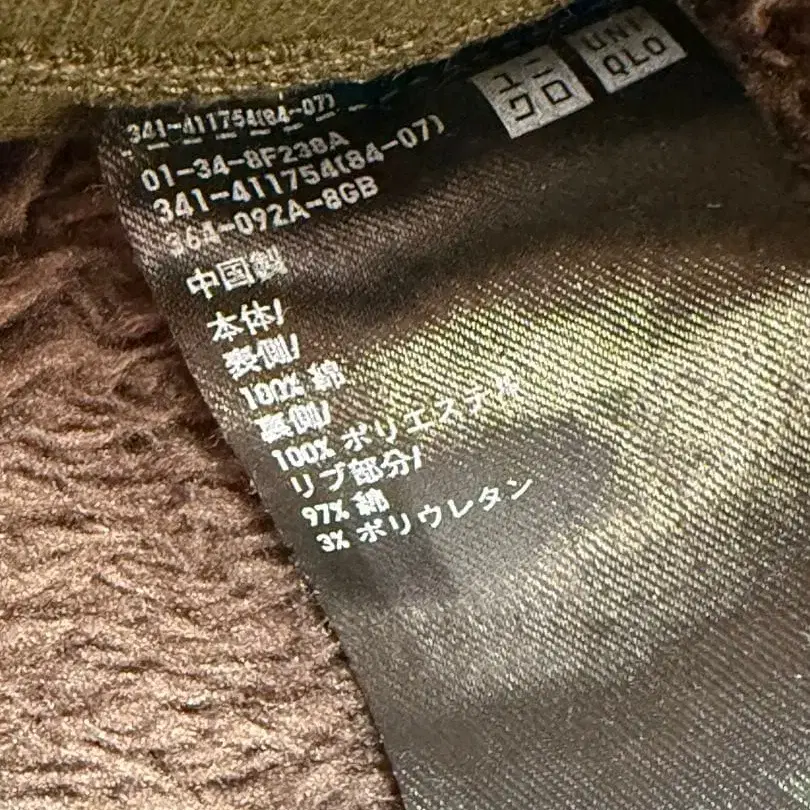 ユニ
クロ
UNI
QLO
341-411754(84-07)
01-34-8F238A
341-411754(84-07)
364-092A-8GB
中国製
本体/
表側/
100% 綿
裏側/
100% ポリエステル
リブ部分/
97% 綿
3% ポリウレタン